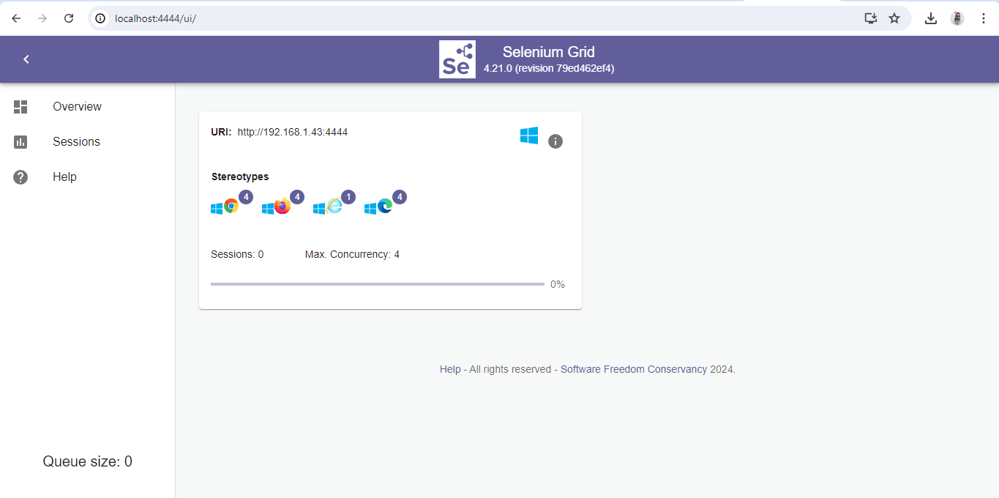 localhost:4444/ui/
Se
Selenium Grid
4.21.0 (revision 79ed462ef4)
Overview
Sessions
Help
URI: http://192.168.1.43:4444
Stereotypes
4 4 1 4
Sessions: 0 Max. Concurrency: 4
0%
Help - All rights reserved - Software Freedom Conservancy 2024.
Queue size: 0